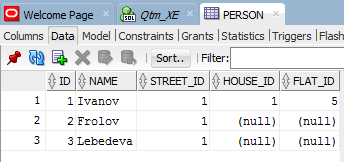 Welcome Page Qtm_XE PERSON
Columns Data Model Constraints Grants Statistics Triggers Flash
SQL Sort.. Filter:
ID NAME STREET_ID HOUSE_ID FLAT_ID
1 1 Ivanov 1 1 5
2 2 Frolov 1 (null) (null)
3 3 Lebedeva 1 (null) (null)